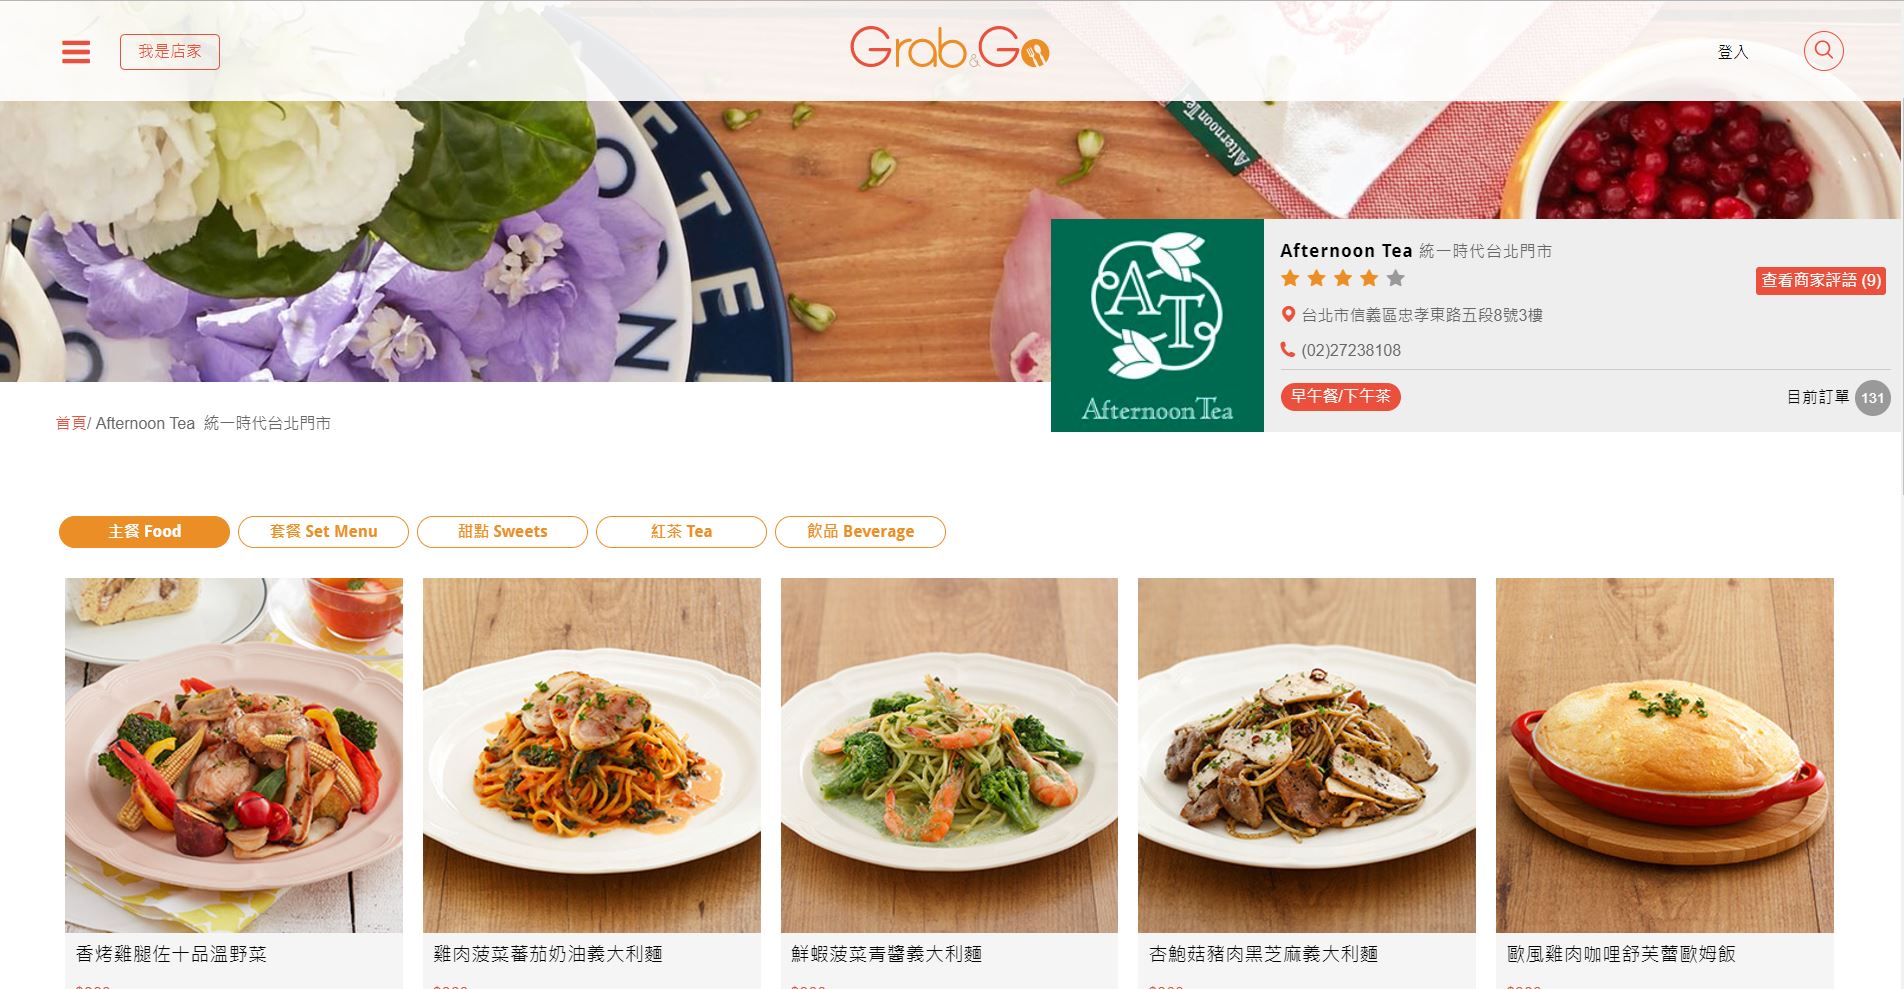 我是店家
Grab&Go
登入
Afternoon Tea
Afternoon Tea 統一時代台北門市
查看商家評語 (9)
台北市信義區忠孝東路五段8號3樓
(02)27238108
早午餐/下午茶
目前訂單 131
AT
AfternoonTea
首頁/ Afternoon Tea 統一時代台北門市
主餐 Food
套餐 Set Menu
甜點 Sweets
紅茶 Tea
飲品 Beverage
香烤雞腿佐十品溫野菜
雞肉菠菜蕃茄奶油義大利麵
鮮蝦菠菜青醬義大利麵
杏鮑菇豬肉黑芝麻義大利麵
歐風雞肉咖哩舒芙蕾歐姆飯